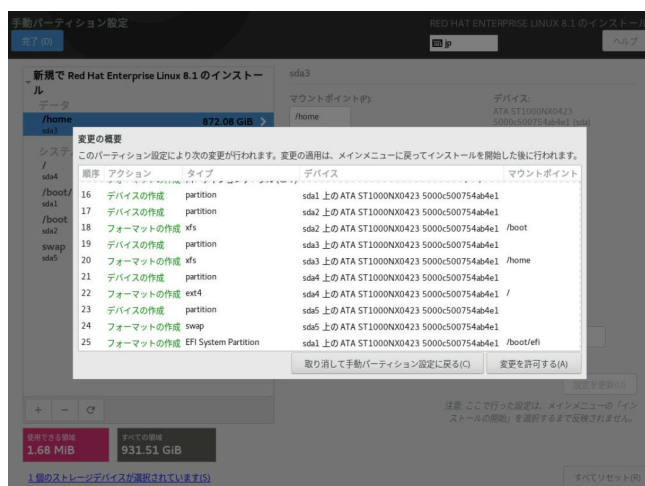 手動パーティション設定
RED HAT ENTERPRISE LINUX 8.1 のインストール
完了 (D)
jp
ヘルプ
新規で Red Hat Enterprise Linux 8.1 のインストール
sda3
データ
マウントポイント(P):
デバイス:
/home
872.08 GiB
sda3
/home
ATA ST1000NX0423
5000c500754ab4e1 (sda)
システ
/
sda4
/boot/
sda1
/boot
sda2
swap
sda5
変更の概要
このパーティション設定により次の変更が行われます。変更の適用は、メインメニューに戻ってインストールを開始した後に行われます。
順序 アクション タイプ デバイス マウントポイント
16 デバイスの作成 partition sda1 上の ATA ST1000NX0423 5000c500754ab4e1
17 デバイスの作成 partition sda2 上の ATA ST1000NX0423 5000c500754ab4e1
18 フォーマットの作成 xfs sda2 上の ATA ST1000NX0423 5000c500754ab4e1 /boot
19 デバイスの作成 partition sda3 上の ATA ST1000NX0423 5000c500754ab4e1
20 フォーマットの作成 xfs sda3 上の ATA ST1000NX0423 5000c500754ab4e1 /home
21 デバイスの作成 partition sda4 上の ATA ST1000NX0423 5000c500754ab4e1
22 フォーマットの作成 ext4 sda4 上の ATA ST1000NX0423 5000c500754ab4e1 /
23 デバイスの作成 partition sda5 上の ATA ST1000NX0423 5000c500754ab4e1
24 フォーマットの作成 swap sda5 上の ATA ST1000NX0423 5000c500754ab4e1
25 フォーマットの作成 EFI System Partition sda1 上の ATA ST1000NX0423 5000c500754ab4e1 /boot/efi
取り消して手動パーティション設定に戻る(C)
変更を許可する(A)
設定を更新(U)
注意: ここで行った設定は、メインメニューの「インストールの開始」を選択するまで反映されません。
使用できる領域
1.68 MiB
すべての領域
931.51 GiB
1 個のストレージデバイスが選択されています(S)
すべてリセット(R)